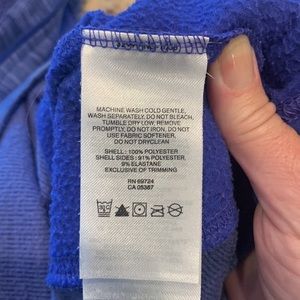 MACHINE WASH COLD GENTLE,
WASH SEPARATELY, DO NOT BLEACH,
TUMBLE DRY LOW, REMOVE
PROMPTLY, DO NOT IRON, DO NOT
USE FABRIC SOFTENER,
DO NOT DRYCLEAN
SHELL : 100% POLYESTER
SHELL SIDES : 91% POLYESTER
9% ELASTANE
EXCLUSIVE OF TRIMMING
RN 69724
CA 05387